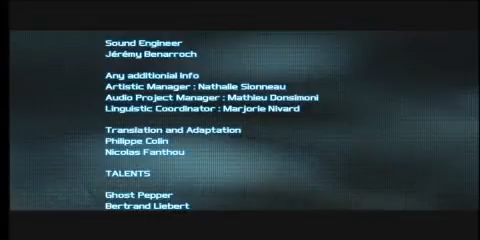 Sound Engineer
Jérémy Benarroch
Any additionial info
Artistic Manager : Nathalie Sionneau
Audio Project Manager : Mathieu Donsimoni
Linguistic Coordinator : Marjorie Nivard
Translation and Adaptation
Philippe Colin
Nicolas Fanthou
TALENTS
Ghost Pepper
Bertrand Liebert